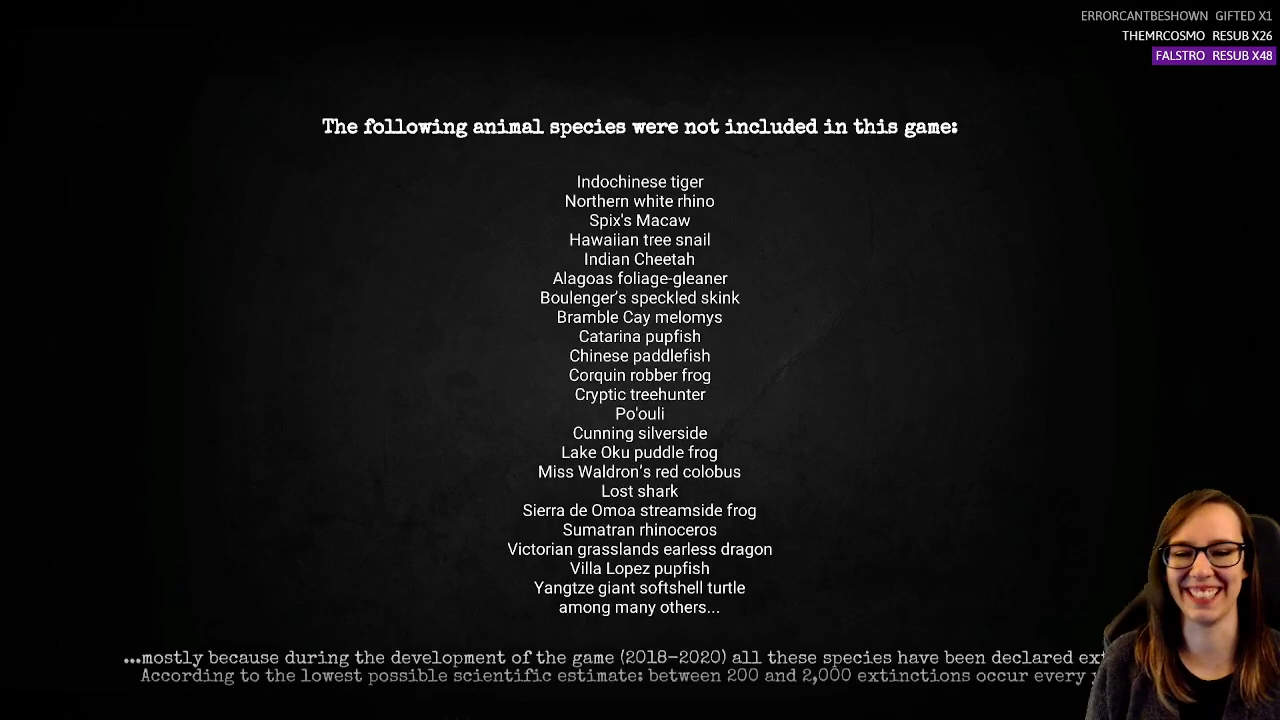 ERRORCANTBESHOWN GIFTED X1
THEMRCOSMO RESUB X26
FALSTRO RESUB X48
The following animal species were not included in this game:
Indochinese tiger
Northern white rhino
Spix's Macaw
Hawaiian tree snail
Indian Cheetah
Alagoas foliage-gleaner
Boulenger's speckled skink
Bramble Cay melomys
Catarina pupfish
Chinese paddlefish
Corquin robber frog
Cryptic treehunter
Po'ouli
Cunning silverside
Lake Oku puddle frog
Miss Waldron's red colobus
Lost shark
Sierra de Omoa streamside frog
Sumatran rhinoceros
Victorian grasslands earless dragon
Villa Lopez pupfish
Yangtze giant softshell turtle
among many others...
...mostly because during the development of the game (2018-2020) all these species have been declared
According to the lowest possible scientific estimate: between 200 and 2,000 extinctions occur every